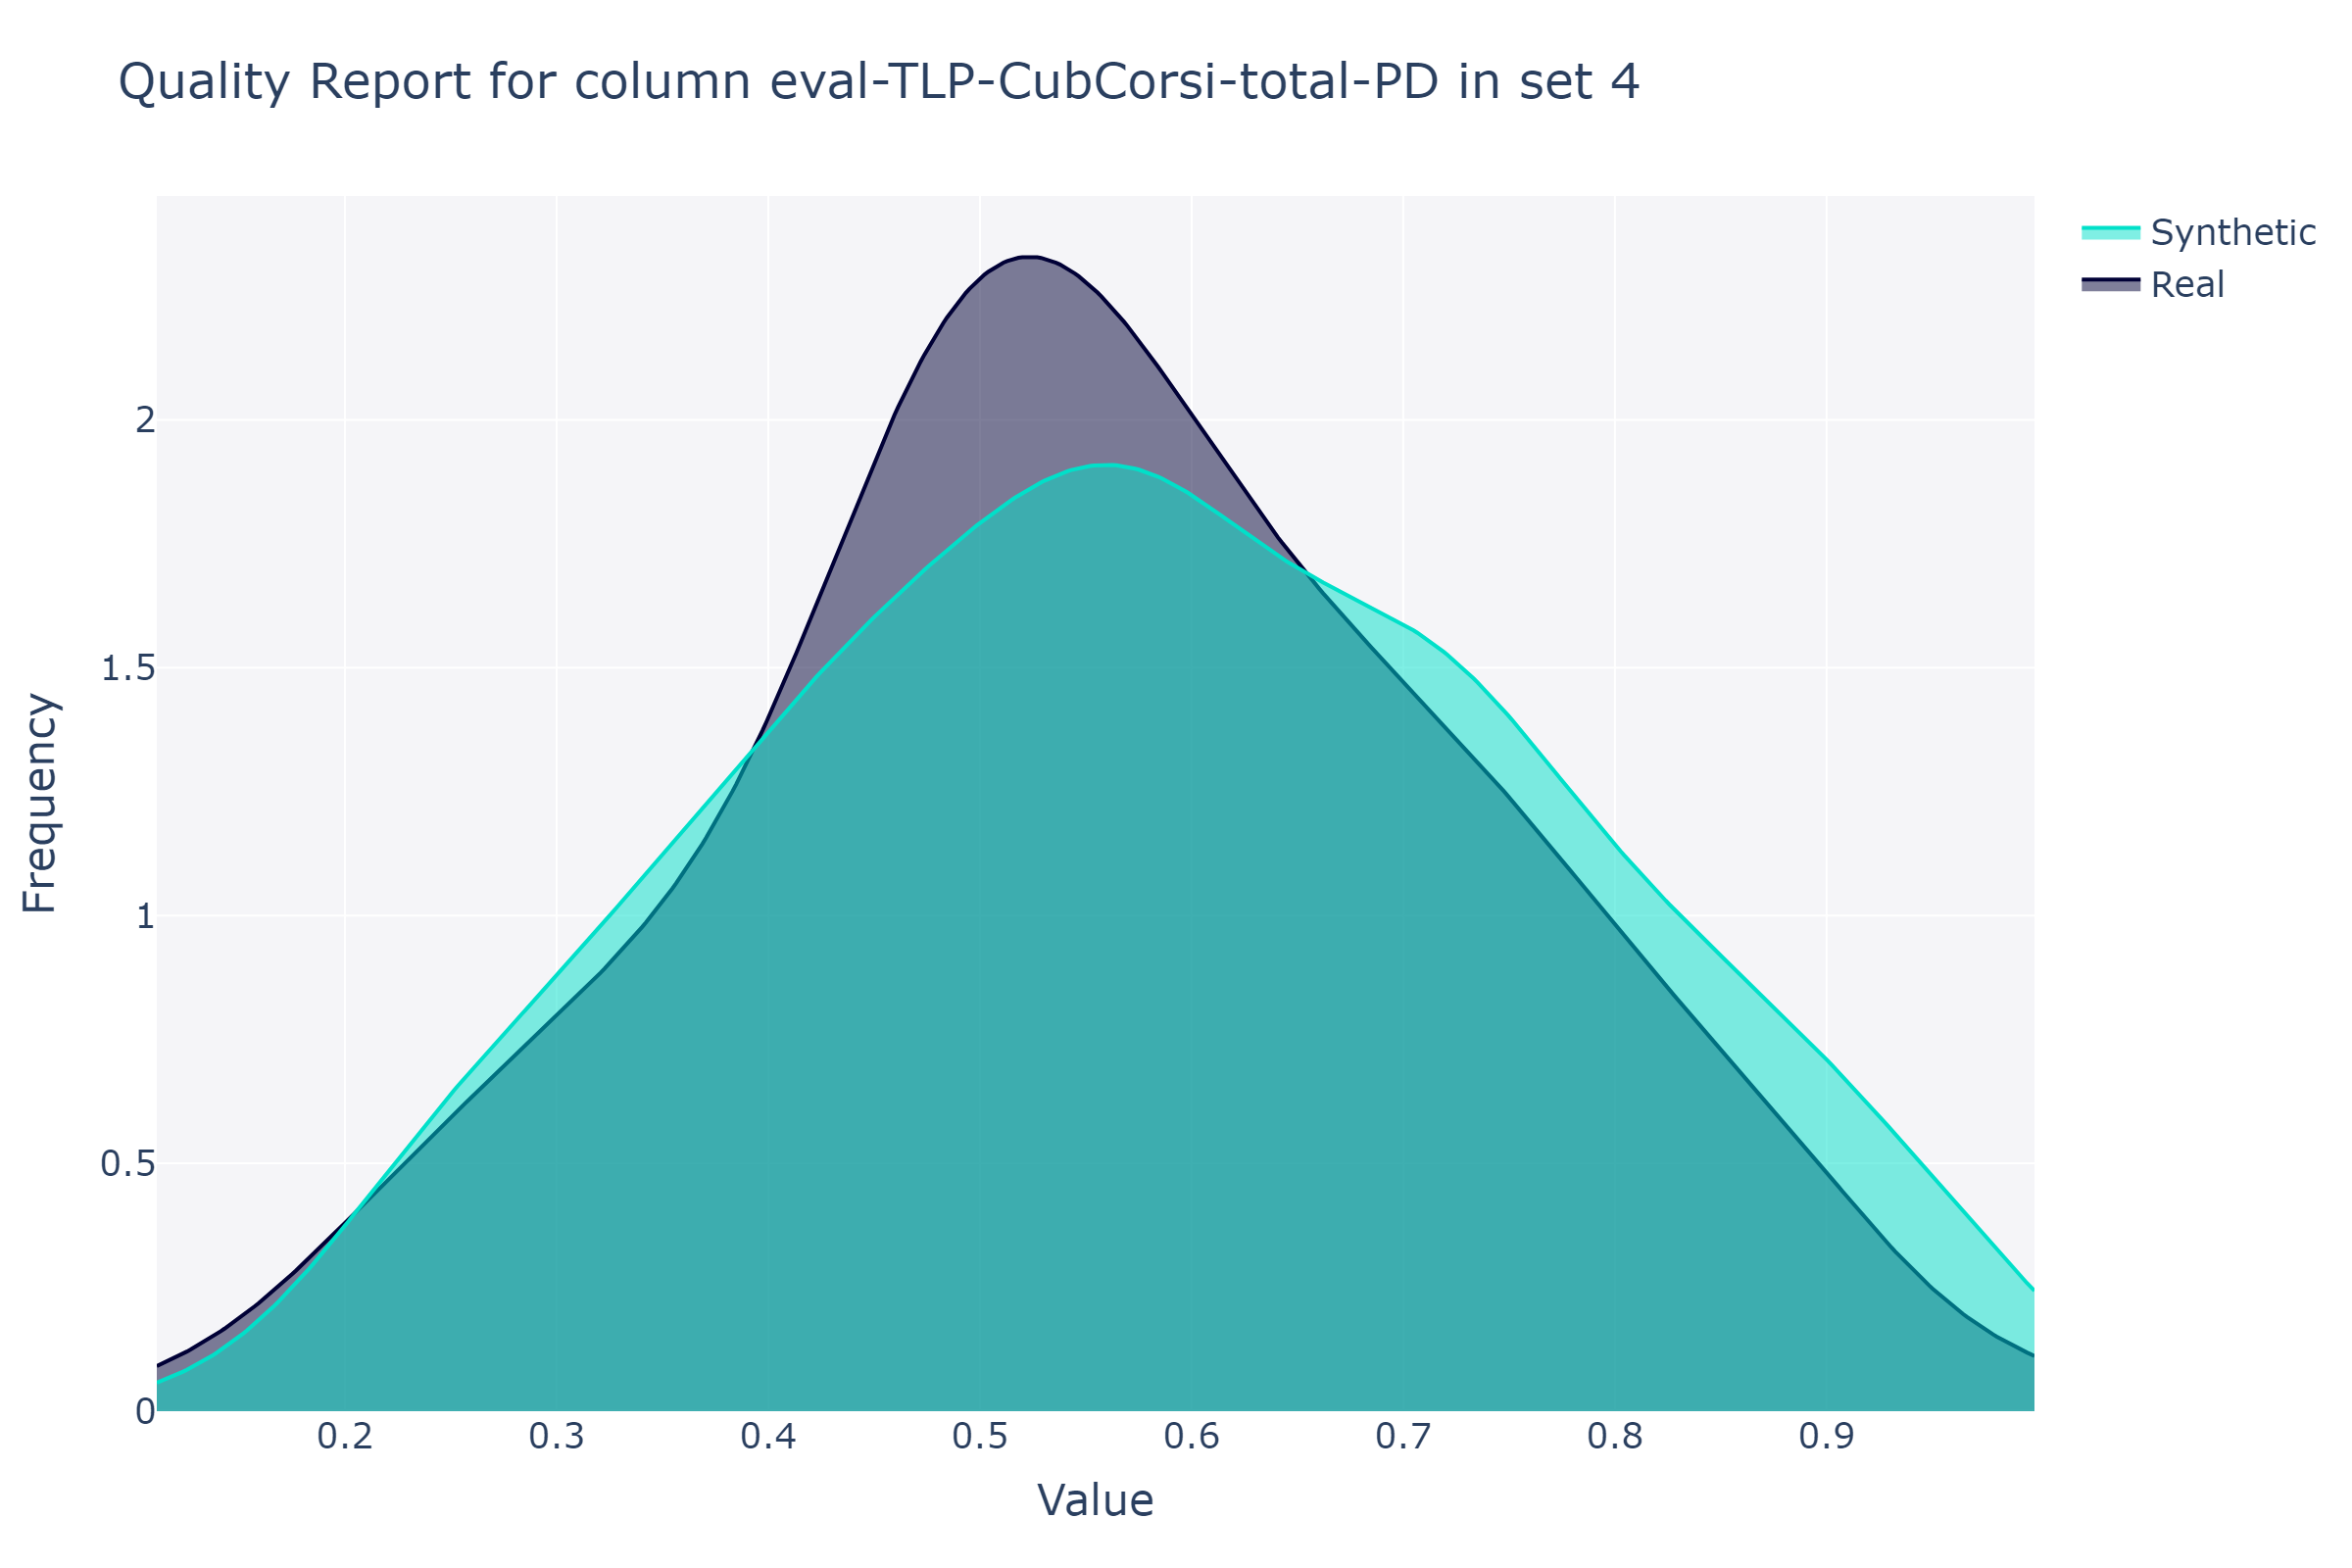 Quality Report for column eval-TLP-CubCorsi-total-PD in set 4
Synthetic
Real
Frequency
2
1.5
1
0.5
0
0.2 0.3 0.4 0.5 0.6 0.7 0.8 0.9
Value